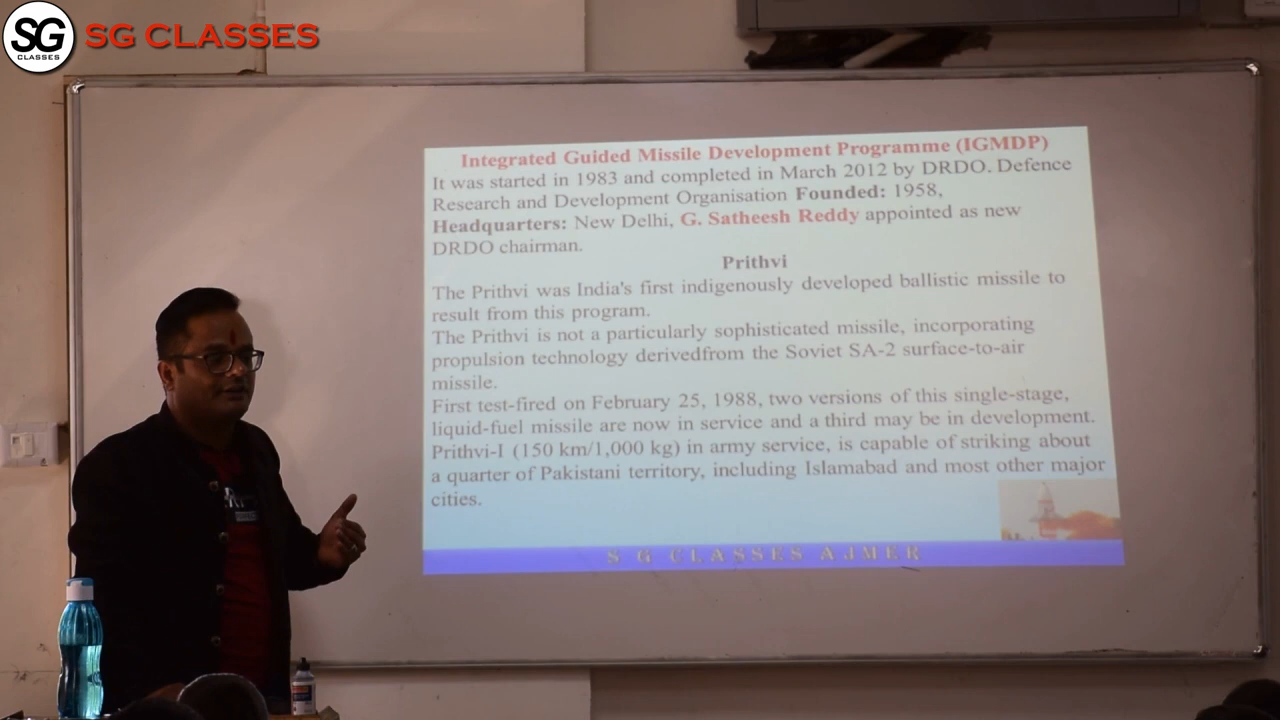 SG
CLASSES
SG CLASSES
Integrated Guided Missile Development Programme (IGMDP)
It was started in 1983 and completed in March 2012 by DRDO. Defence
Research and Development Organisation Founded: 1958,
Headquarters: New Delhi, G. Satheesh Reddy appointed as new
DRDO chairman.
Prithvi
The Prithvi was India's first indigenously developed ballistic missile to
result from this program.
The Prithvi is not a particularly sophisticated missile, incorporating
propulsion technology derivedfrom the Soviet SA-2 surface-to-air
missile.
First test-fired on February 25, 1988, two versions of this single-stage,
liquid-fuel missile are now in service and a third may be in development.
Prithvi-I (150 km/1,000 kg) in army service, is capable of striking about
a quarter of Pakistani territory, including Islamabad and most other major
cities.
S G CLASSES AJMER